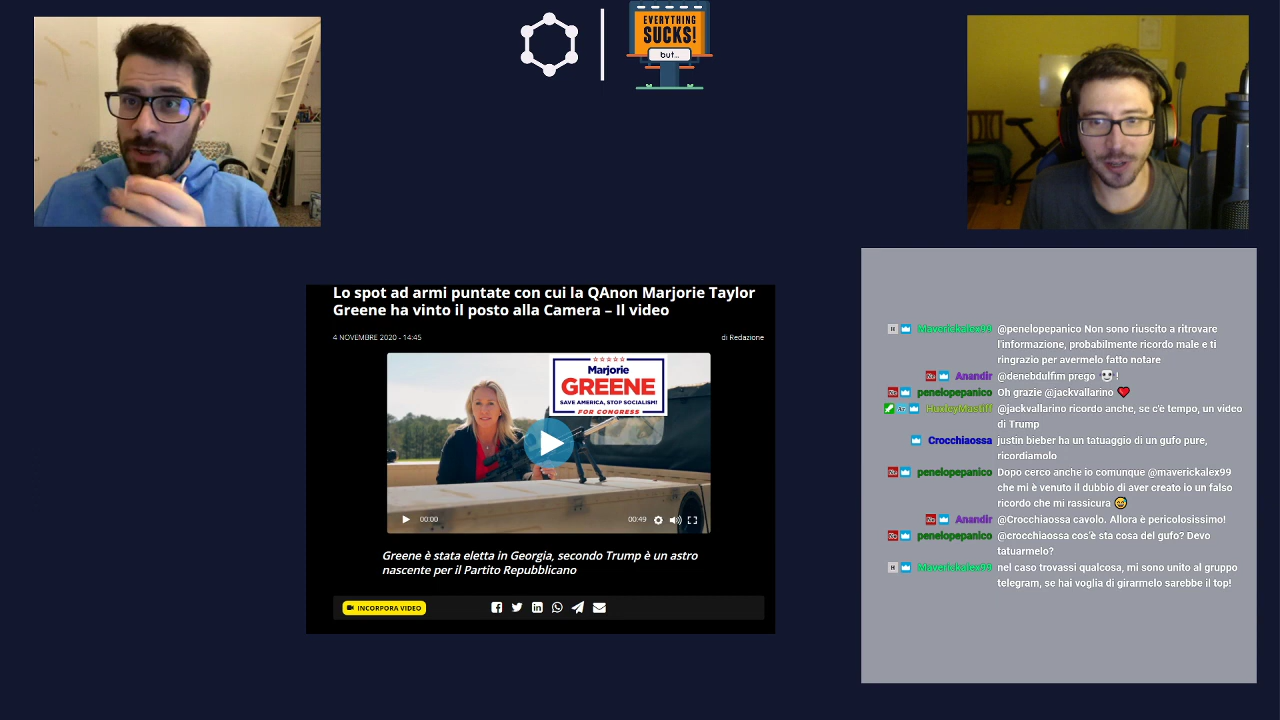 EVERYTHING
SUCKS!
but...
Lo spot ad armi puntate con cui la QAnon Marjorie Taylor
Greene ha vinto il posto alla Camera – Il video
4 NOVEMBRE 2020 - 14:45
di Redazione
Marjorie
GREENE
SAVE AMERICA, STOP SOCIALISM!
FOR CONGRESS
00:00
00:49
Greene è stata eletta in Georgia, secondo Trump è un astro
nascente per il Partito Repubblicano
INCORPORA VIDEO
Maverickalex99 @penelopepanico Non sono riuscito a ritrovare
l'informazione, probabilmente ricordo male e ti
ringrazio per avermelo fatto notare
Anandir @denebdulfim prego !
penelopepanico Oh grazie @jackvallarino ❤
HuxleyMastiff @jackvallarino ricordo anche, se c'è tempo, un video
di Trump
Crocchiaossa justin bieber ha un tatuaggio di un gufo pure,
ricordiamolo
penelopepanico Dopo cerco anche io comunque @maverickalex99
che mi è venuto il dubbio di aver creato io un falso
ricordo che mi rassicura 😅
Anandir @Crocchiaossa cavolo. Allora è pericolosissimo!
penelopepanico @crocchiaossa cos'è sta cosa del gufo? Devo
tatuarmelo?
Maverickalex99 nel caso trovassi qualcosa, mi sono unito al gruppo
telegram, se hai voglia di girarmelo sarebbe il top!